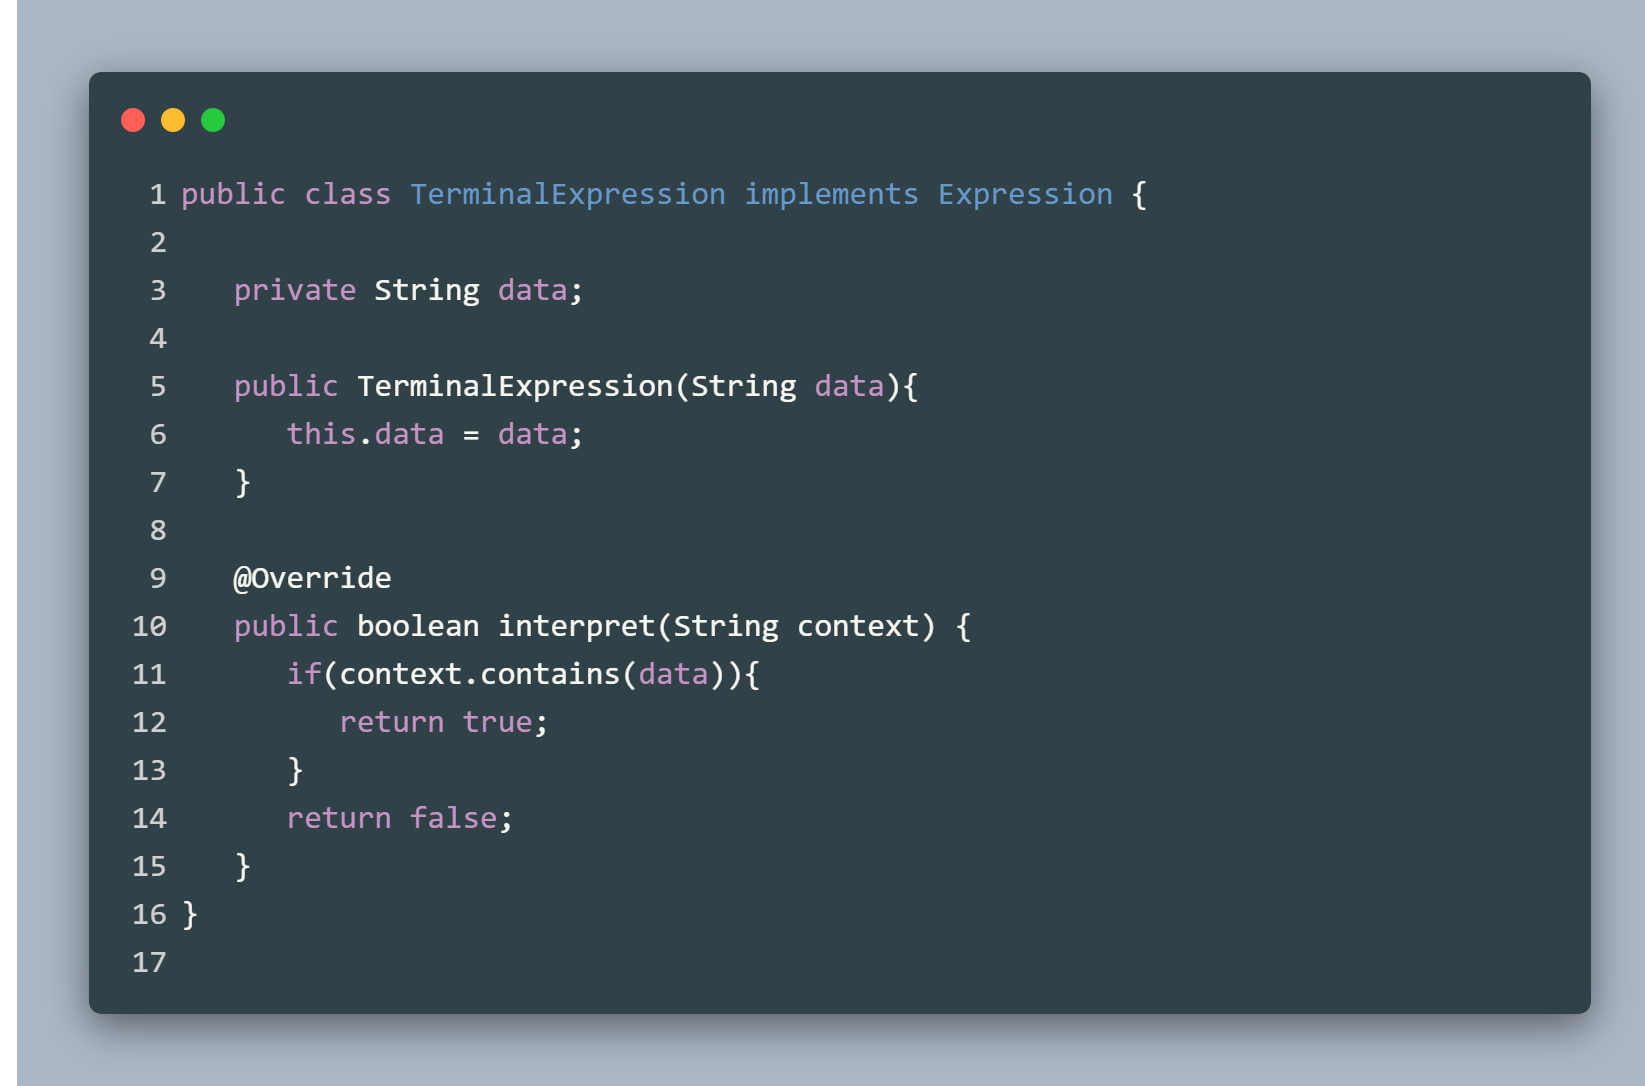 1 public class TerminalExpression implements Expression {
2
3    private String data;
4
5    public TerminalExpression(String data){
6       this.data = data;
7    }
8
9    @Override
10    public boolean interpret(String context) {
11       if(context.contains(data)){
12          return true;
13       }
14       return false;
15    }
16 }
17